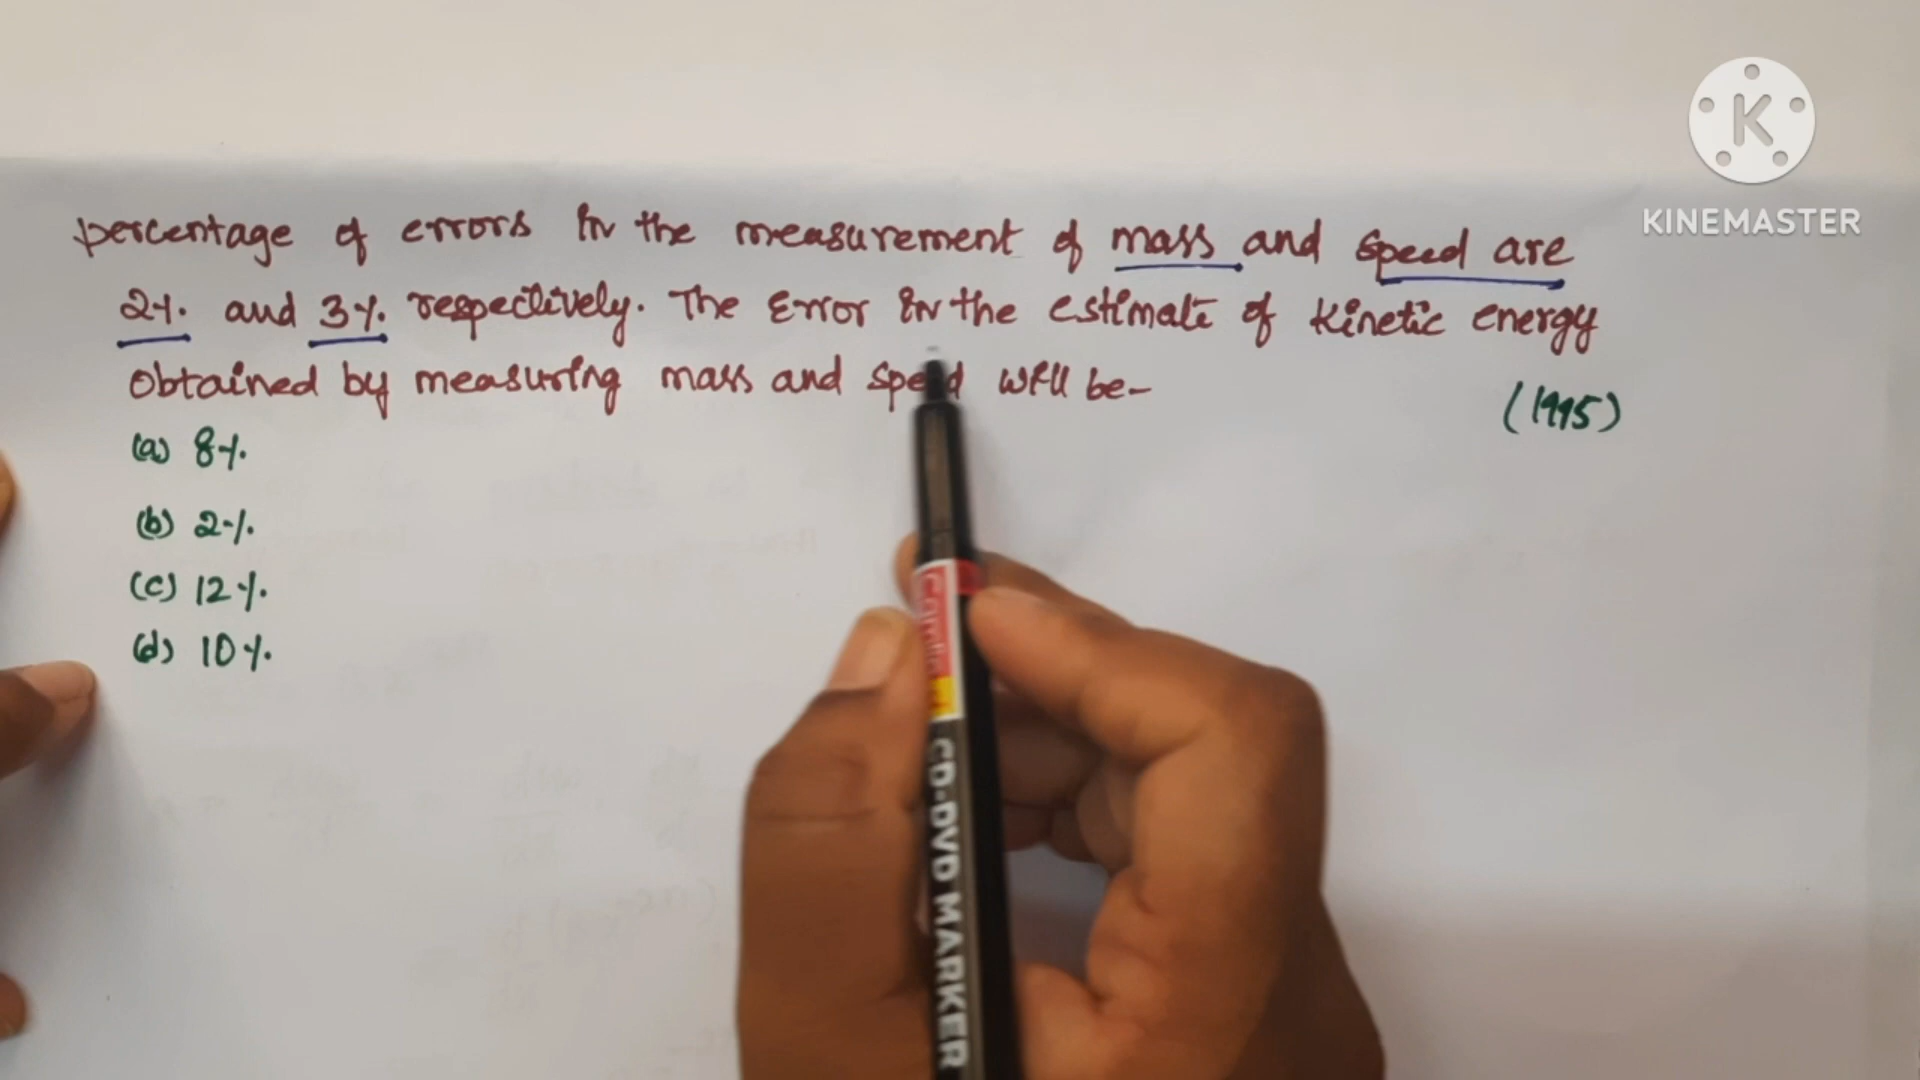 K
KINEMASTER
percentage of errors in the measurement of mass and speed are
2%. and 3%. respectively. The Error in the estimate of kinetic energy
obtained by measuring mass and speed will be-
(1995)
(a) 8%.
(b) 2%.
(c) 12%.
(d) 10%.
Camlin
CD-DVD MARKER